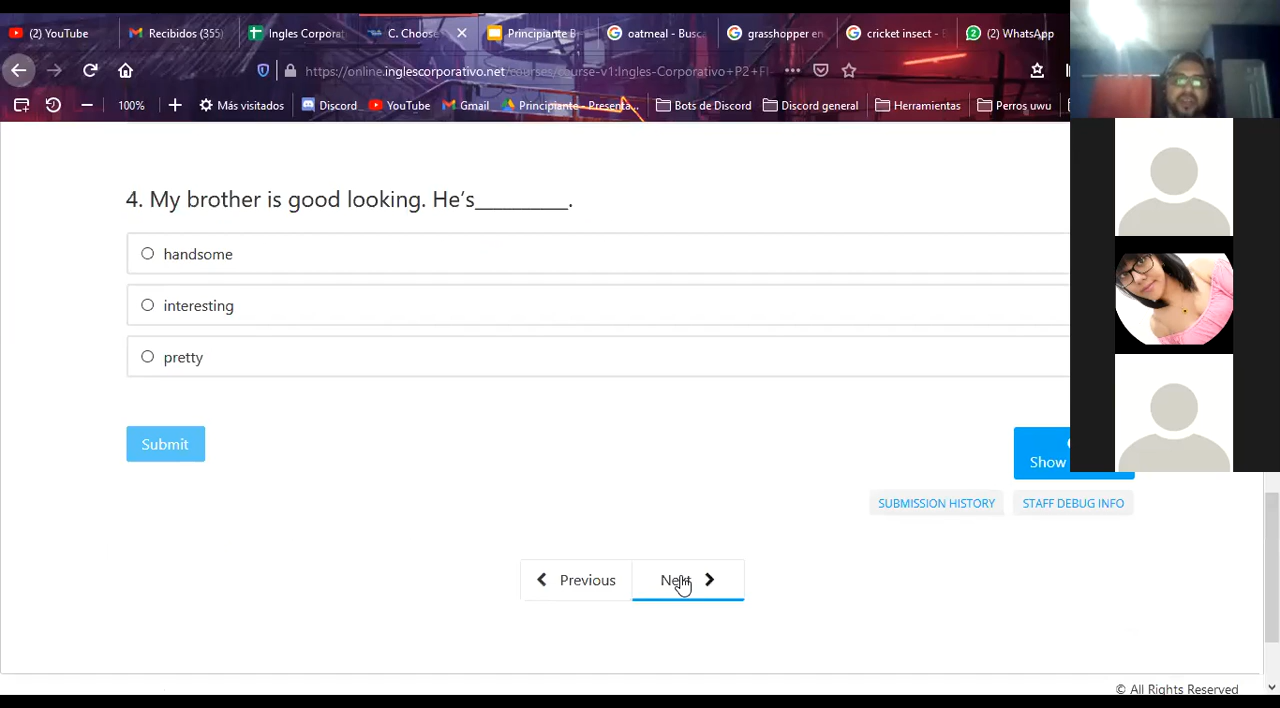 (2) YouTube
Recibidos (355)
Ingles Corporat
C. Choose
Principiante B
oatmeal - Busca
grasshopper en
cricket insect - B
(2) WhatsApp
https://online.inglescorporativo.net/courses/course-v1:Ingles-Corporativo+P2+FI
100%
Más visitados
Discord
YouTube
Gmail
Principiante - Presenta...
Bots de Discord
Discord general
Herramientas
Perros uwu
4. My brother is good looking. He’s__________.
handsome
interesting
pretty
Submit
Show
SUBMISSION HISTORY
STAFF DEBUG INFO
Previous
Next
© All Rights Reserved